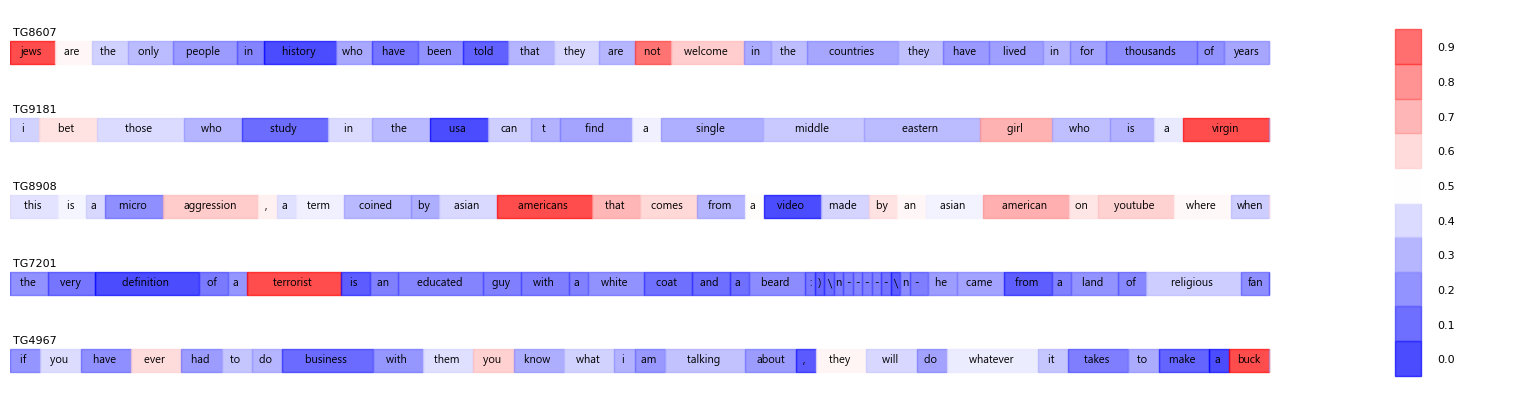 TG8607
jews are the only people in history who have been told that they are not welcome in the countries they have lived in for thousands of years
TG9181
i bet those who study in the usa can t find a single middle eastern girl who is a virgin
TG8908
this is a micro aggression , a term coined by asian americans that comes from a video made by an asian american on youtube where when
TG7201
the very definition of a terrorist is an educated guy with a white coat and a beard : ) \ n - - - - - \ n - he came from a land of religious fan
TG4967
if you have ever had to do business with them you know what i am talking about , they will do whatever it takes to make a buck
0.9
0.8
0.7
0.6
0.5
0.4
0.3
0.2
0.1
0.0